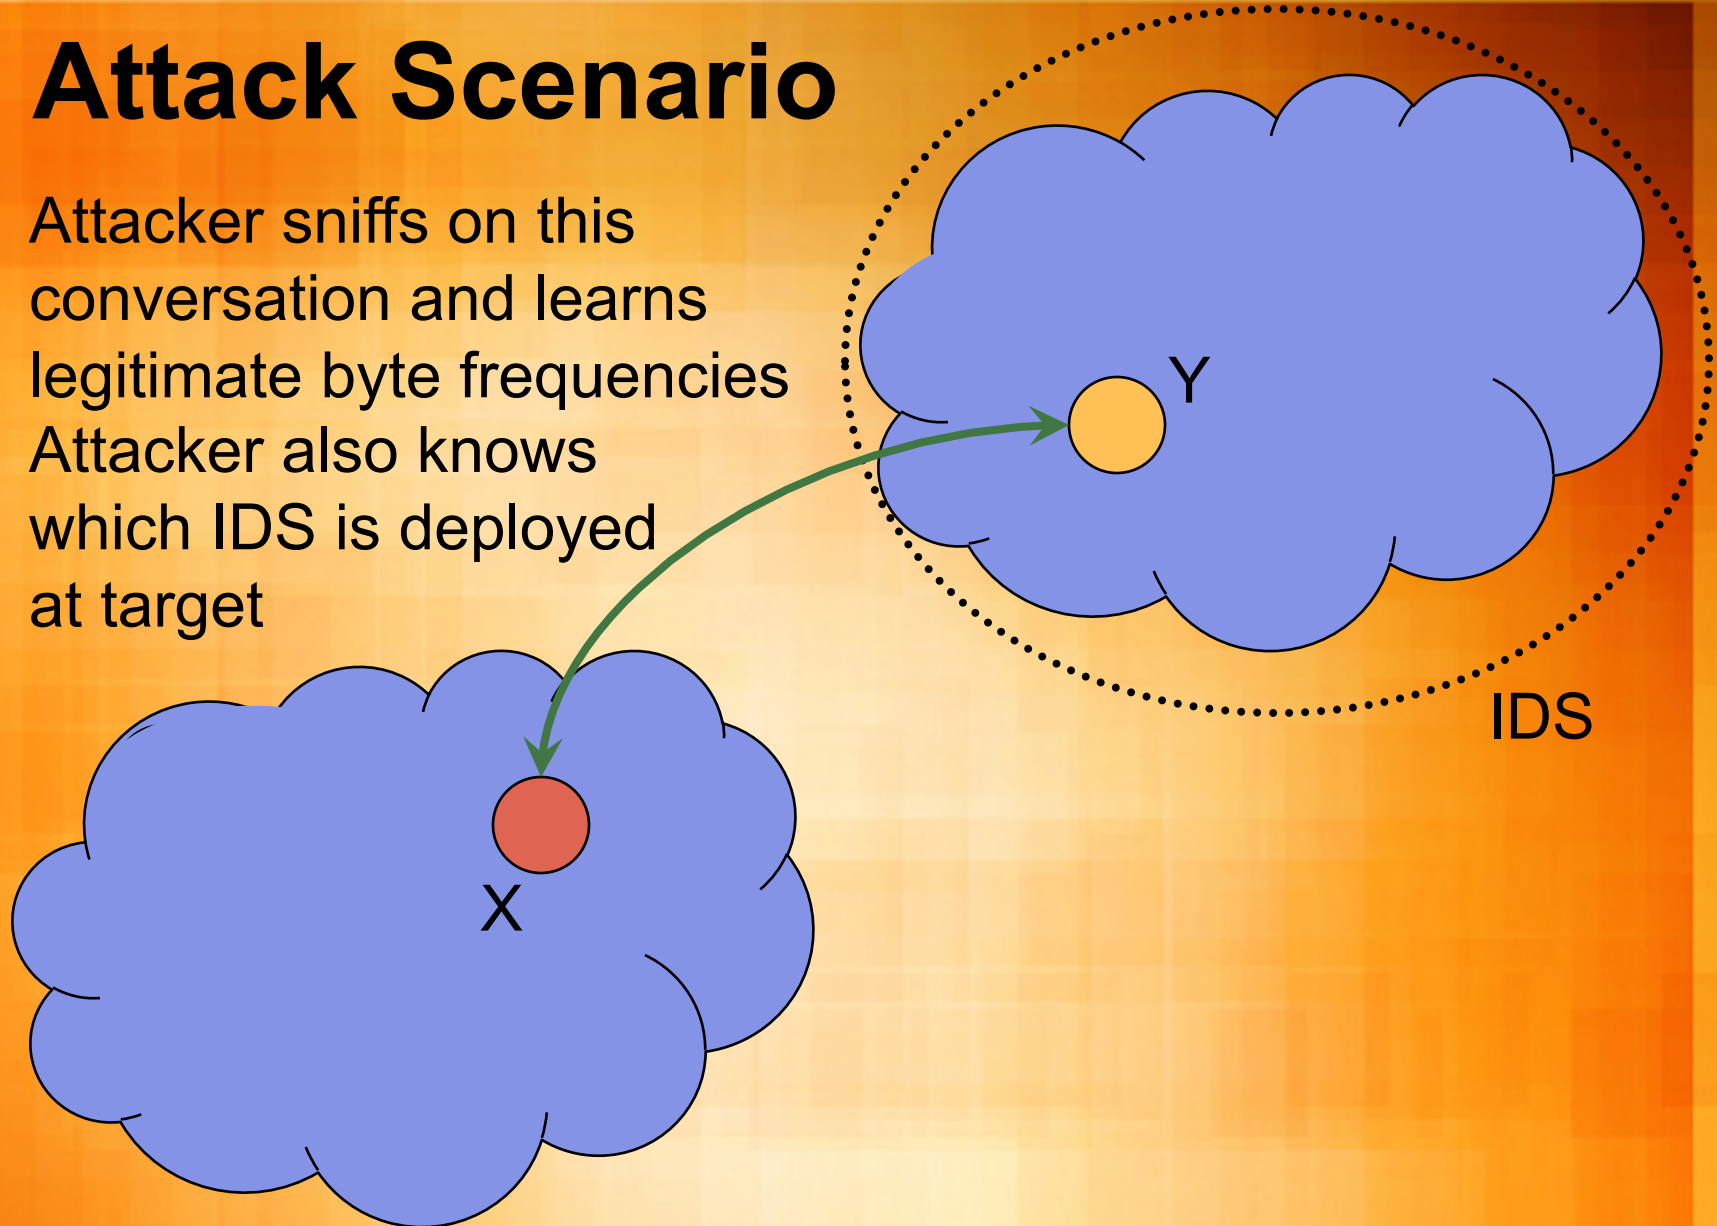 Attack Scenario
Attacker sniffs on this
conversation and learns
legitimate byte frequencies
Attacker also knows
which IDS is deployed
at target
Y
IDS
X